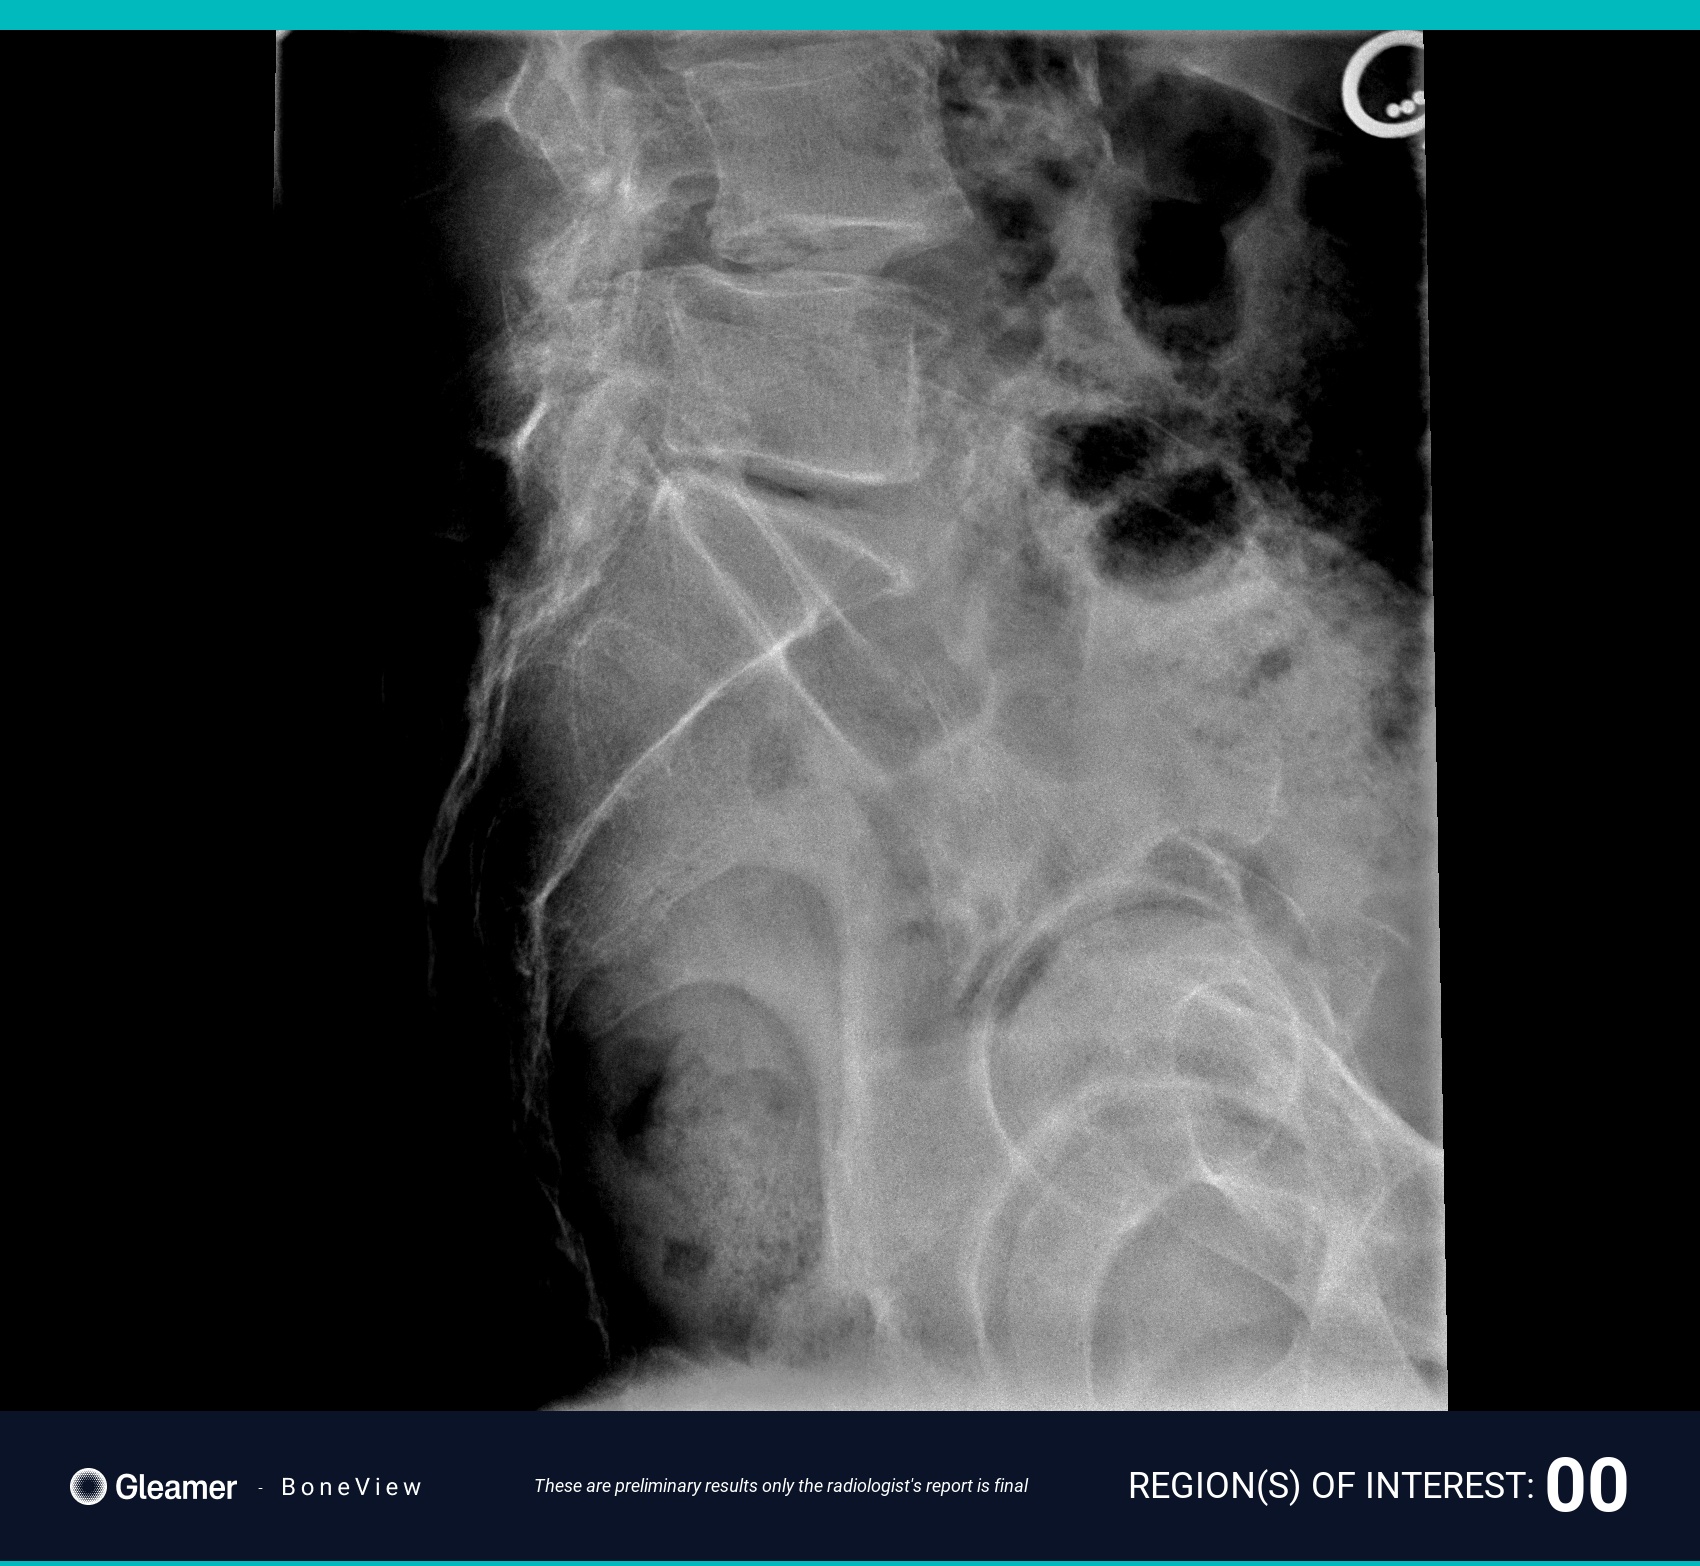 Gleamer - BoneView
These are preliminary results only the radiologist's report is final
REGION(S) OF INTEREST: 00